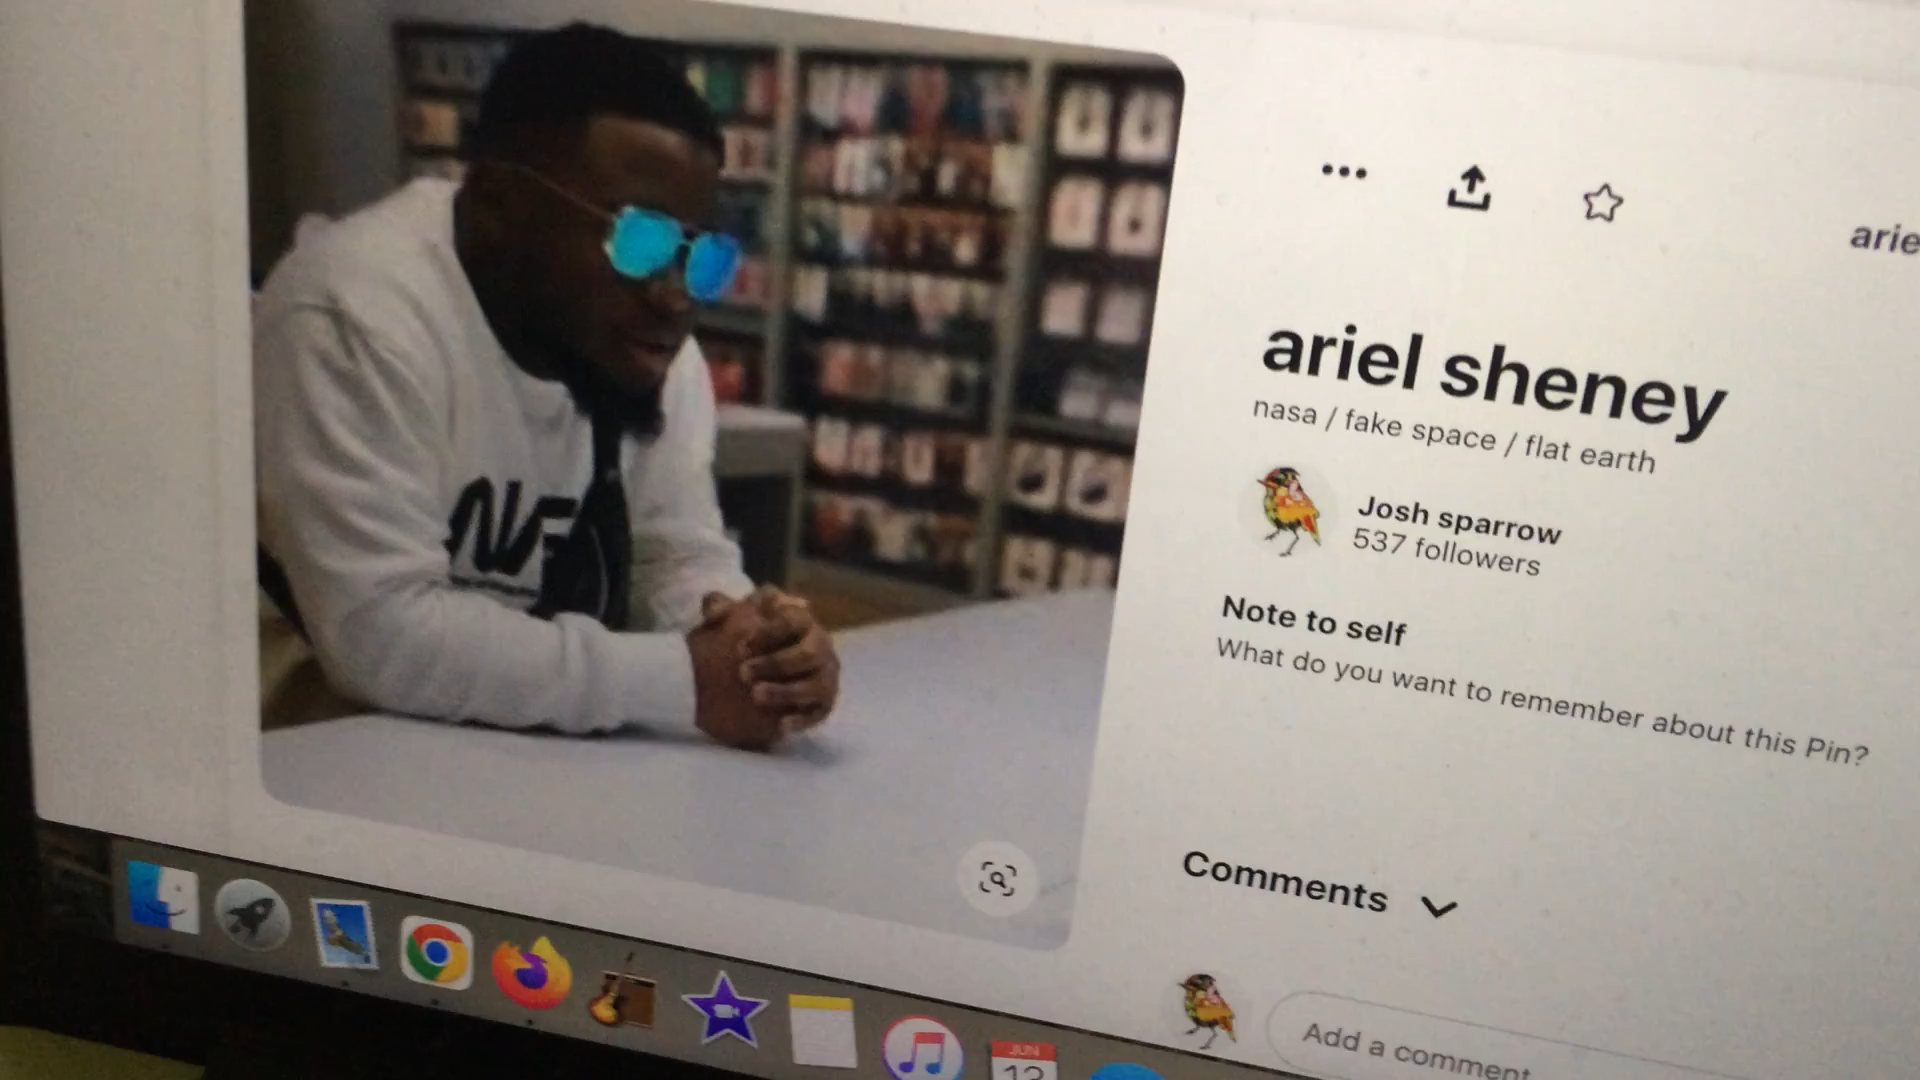 arie
ariel sheney
nasa / fake space / flat earth
Josh sparrow
537 followers
Note to self
What do you want to remember about this Pin?
Comments
Add a comment
JUN